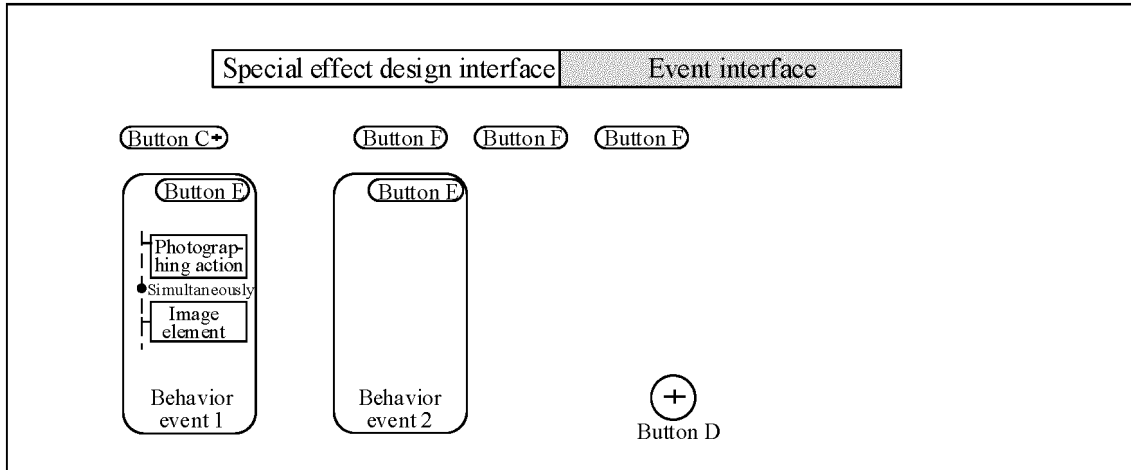 Special effect design interface Event interface
Button C+
Button F Button F Button F
Button E Button E
Photograp-
hing action
Simultaneously
Image
element
Behavior
event 1
Behavior
event 2
+
Button D